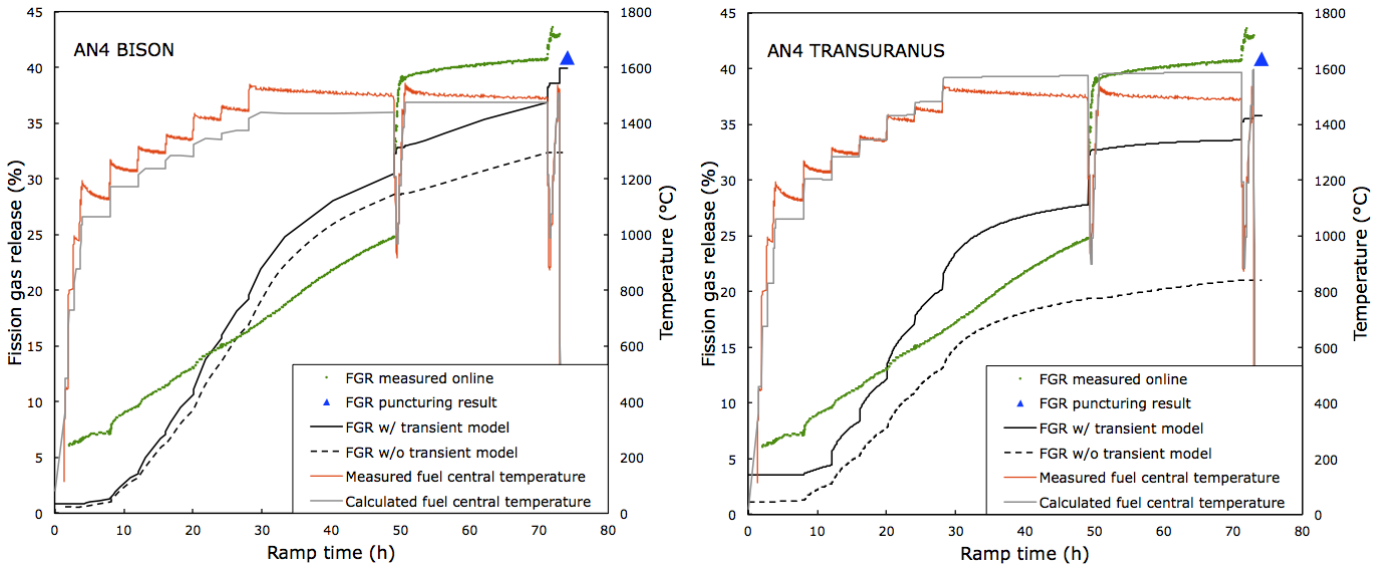 AN4 BISON
Fission gas release (%)
45
40
35
30
25
20
15
10
5
0
1800
1600
1400
1200
1000
800
600
400
200
0
Temperature (°C)
FGR measured online
FGR puncturing result
FGR w/ transient model
FGR w/o transient model
Measured fuel central temperature
Calculated fuel central temperature
0 10 20 30 40 50 60 70 80
Ramp time (h)
AN4 TRANSURANUS
Fission gas release (%)
45
40
35
30
25
20
15
10
5
0
1800
1600
1400
1200
1000
800
600
400
200
0
Temperature (°C)
FGR measured online
FGR puncturing result
FGR w/ transient model
FGR w/o transient model
Measured fuel central temperature
Calculated fuel central temperature
0 10 20 30 40 50 60 70 80
Ramp time (h)